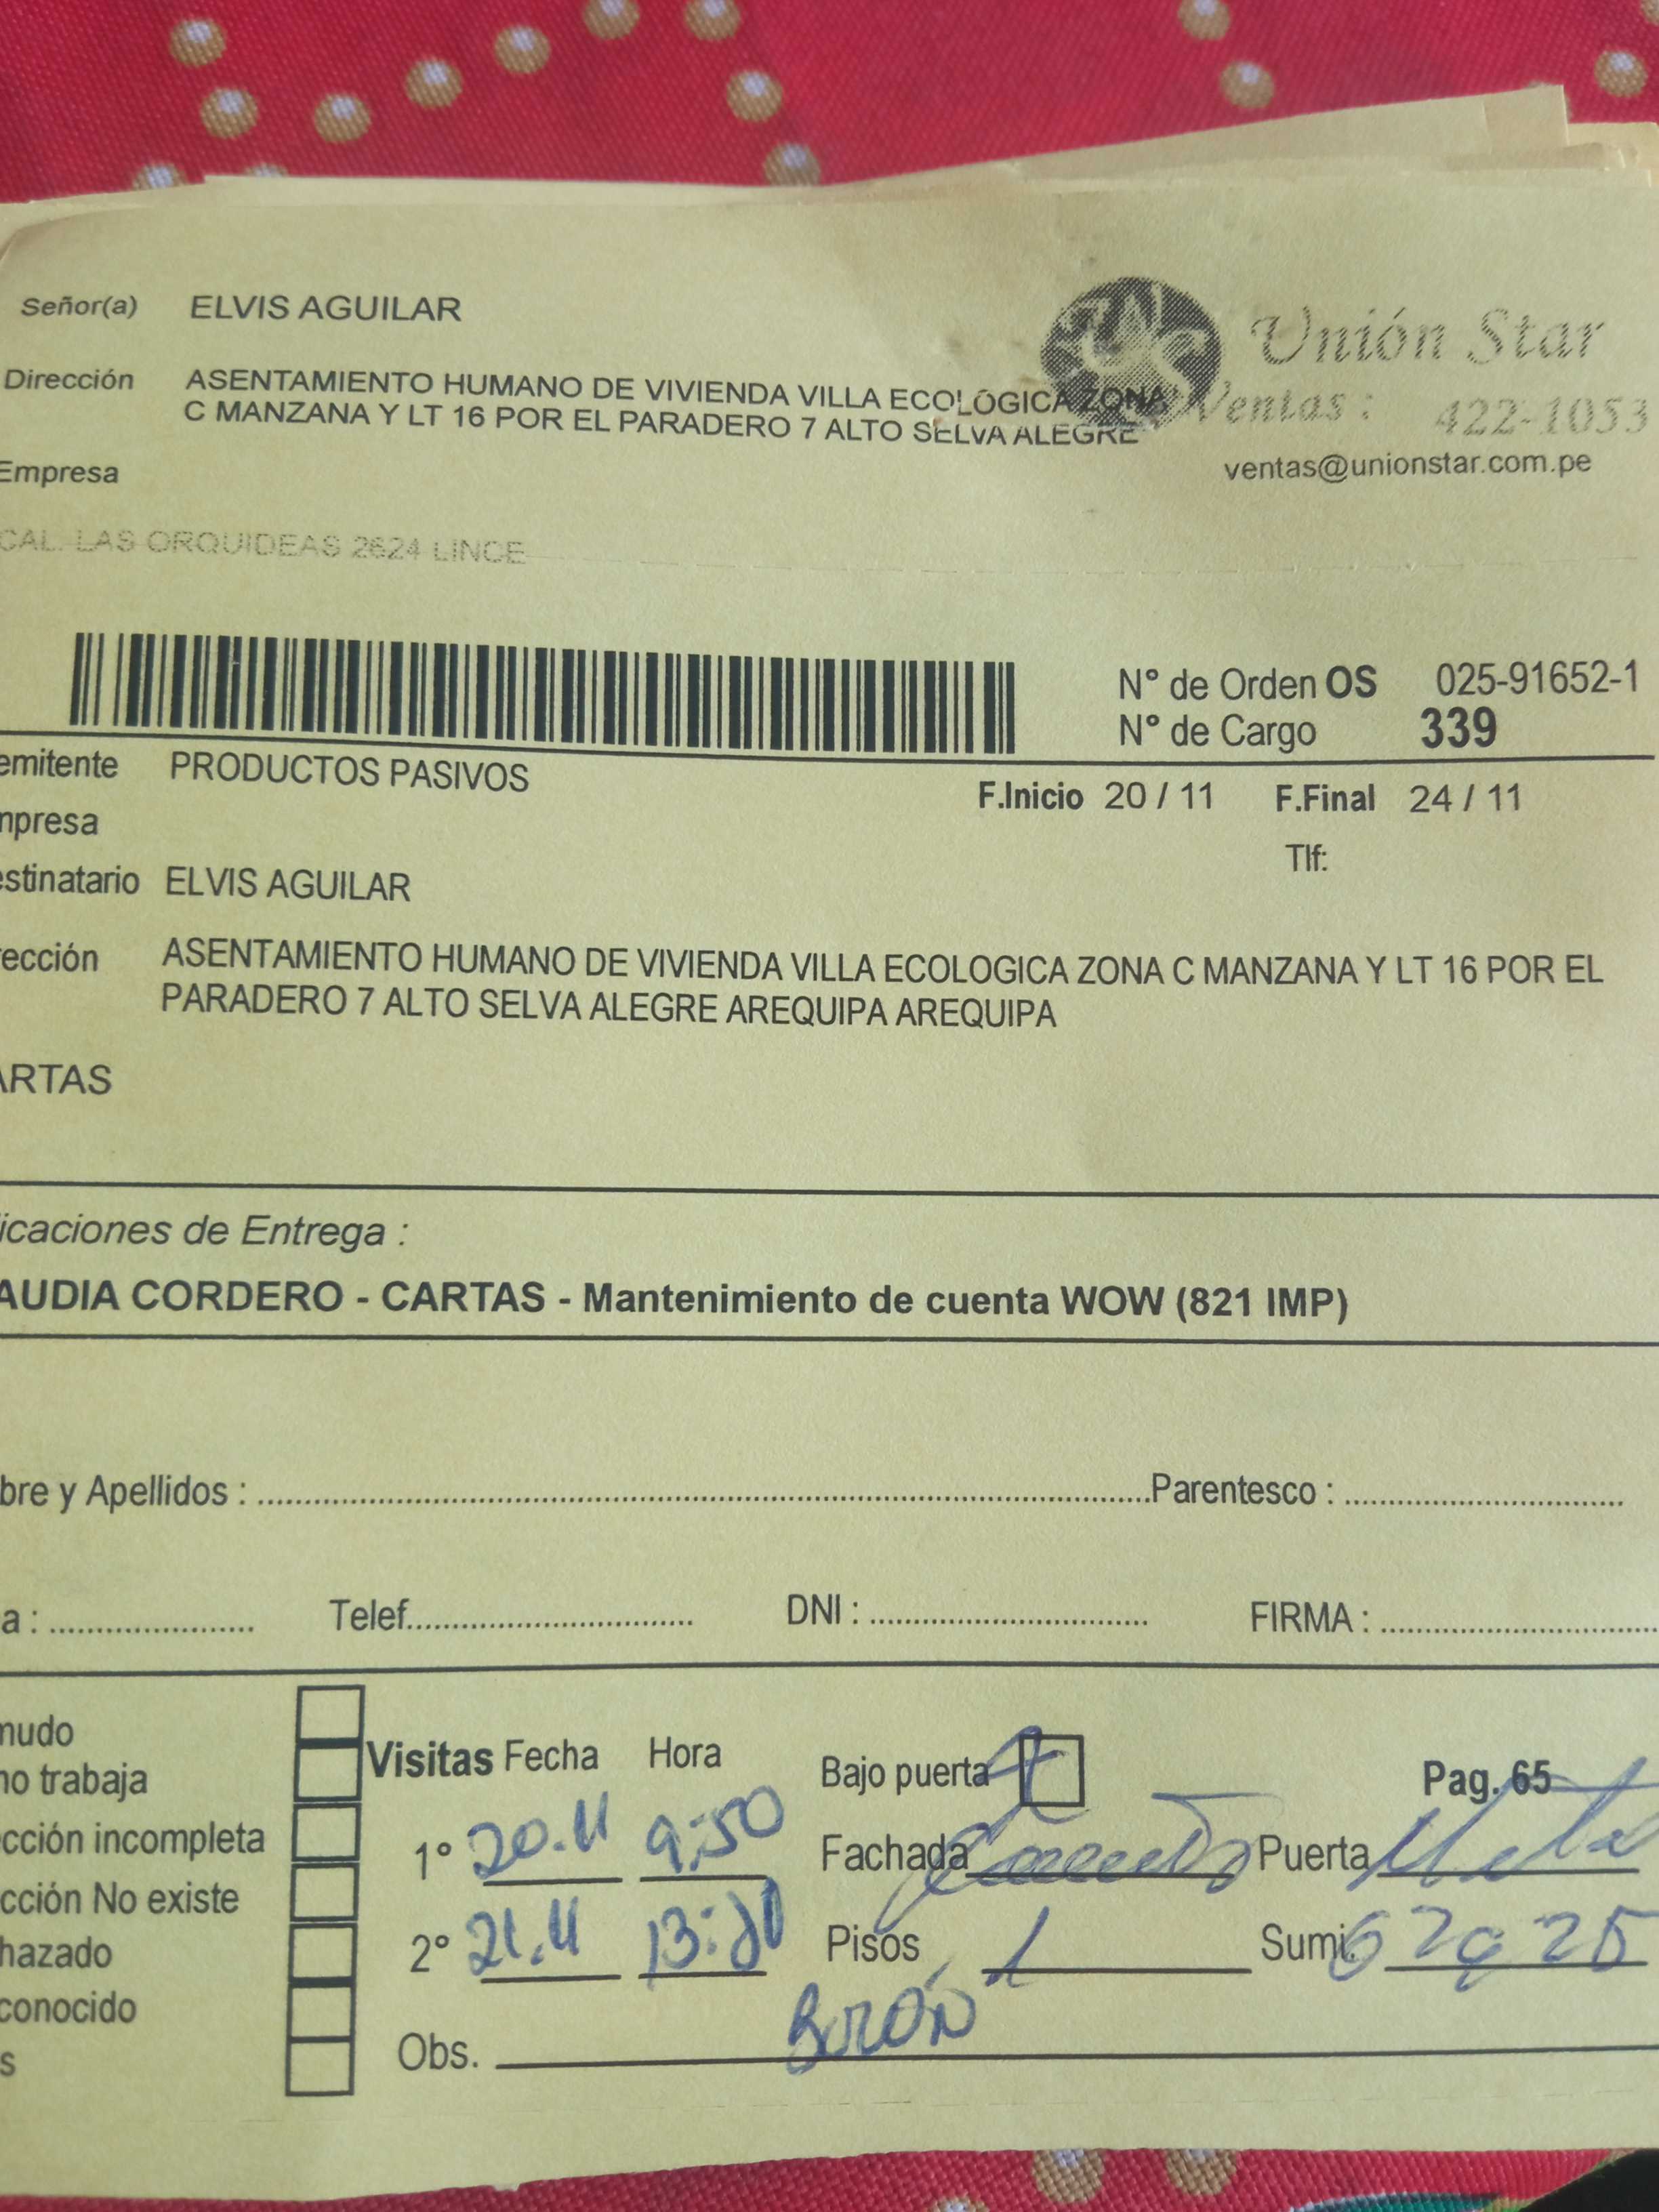 Señor(a) ELVIS AGUILAR
Unión Star
Dirección ASENTAMIENTO HUMANO DE VIVIENDA VILLA ECOLÓGICA ZONA
C MANZANA Y LT 16 POR EL PARADERO 7 ALTO SELVA ALEGRE
Ventas: 422-1053
Empresa
ventas@unionstar.com.pe
CAL. LAS ORQUIDEAS 2624 LINCE
N° de Orden OS 025-91652-1
N° de Cargo 339
emitente PRODUCTOS PASIVOS
F.Inicio 20 / 11 F.Final 24 / 11
mpresa
Tlf:
estinatario ELVIS AGUILAR
rección ASENTAMIENTO HUMANO DE VIVIENDA VILLA ECOLOGICA ZONA C MANZANA Y LT 16 POR EL
PARADERO 7 ALTO SELVA ALEGRE AREQUIPA AREQUIPA
ARTAS
icaciones de Entrega :
AUDIA CORDERO - CARTAS - Mantenimiento de cuenta WOW (821 IMP)
bre y Apellidos : Parentesco :
a : Telef. DNI : FIRMA :
mudo
no trabaja
cción incompleta
cción No existe
hazado
conocido
s
Visitas Fecha Hora
1° 20.11 9:50
2° 21.11
Bajo puerta
Pag. 65
Fachada Puerta
Pisos 1 Sumi.
Obs.